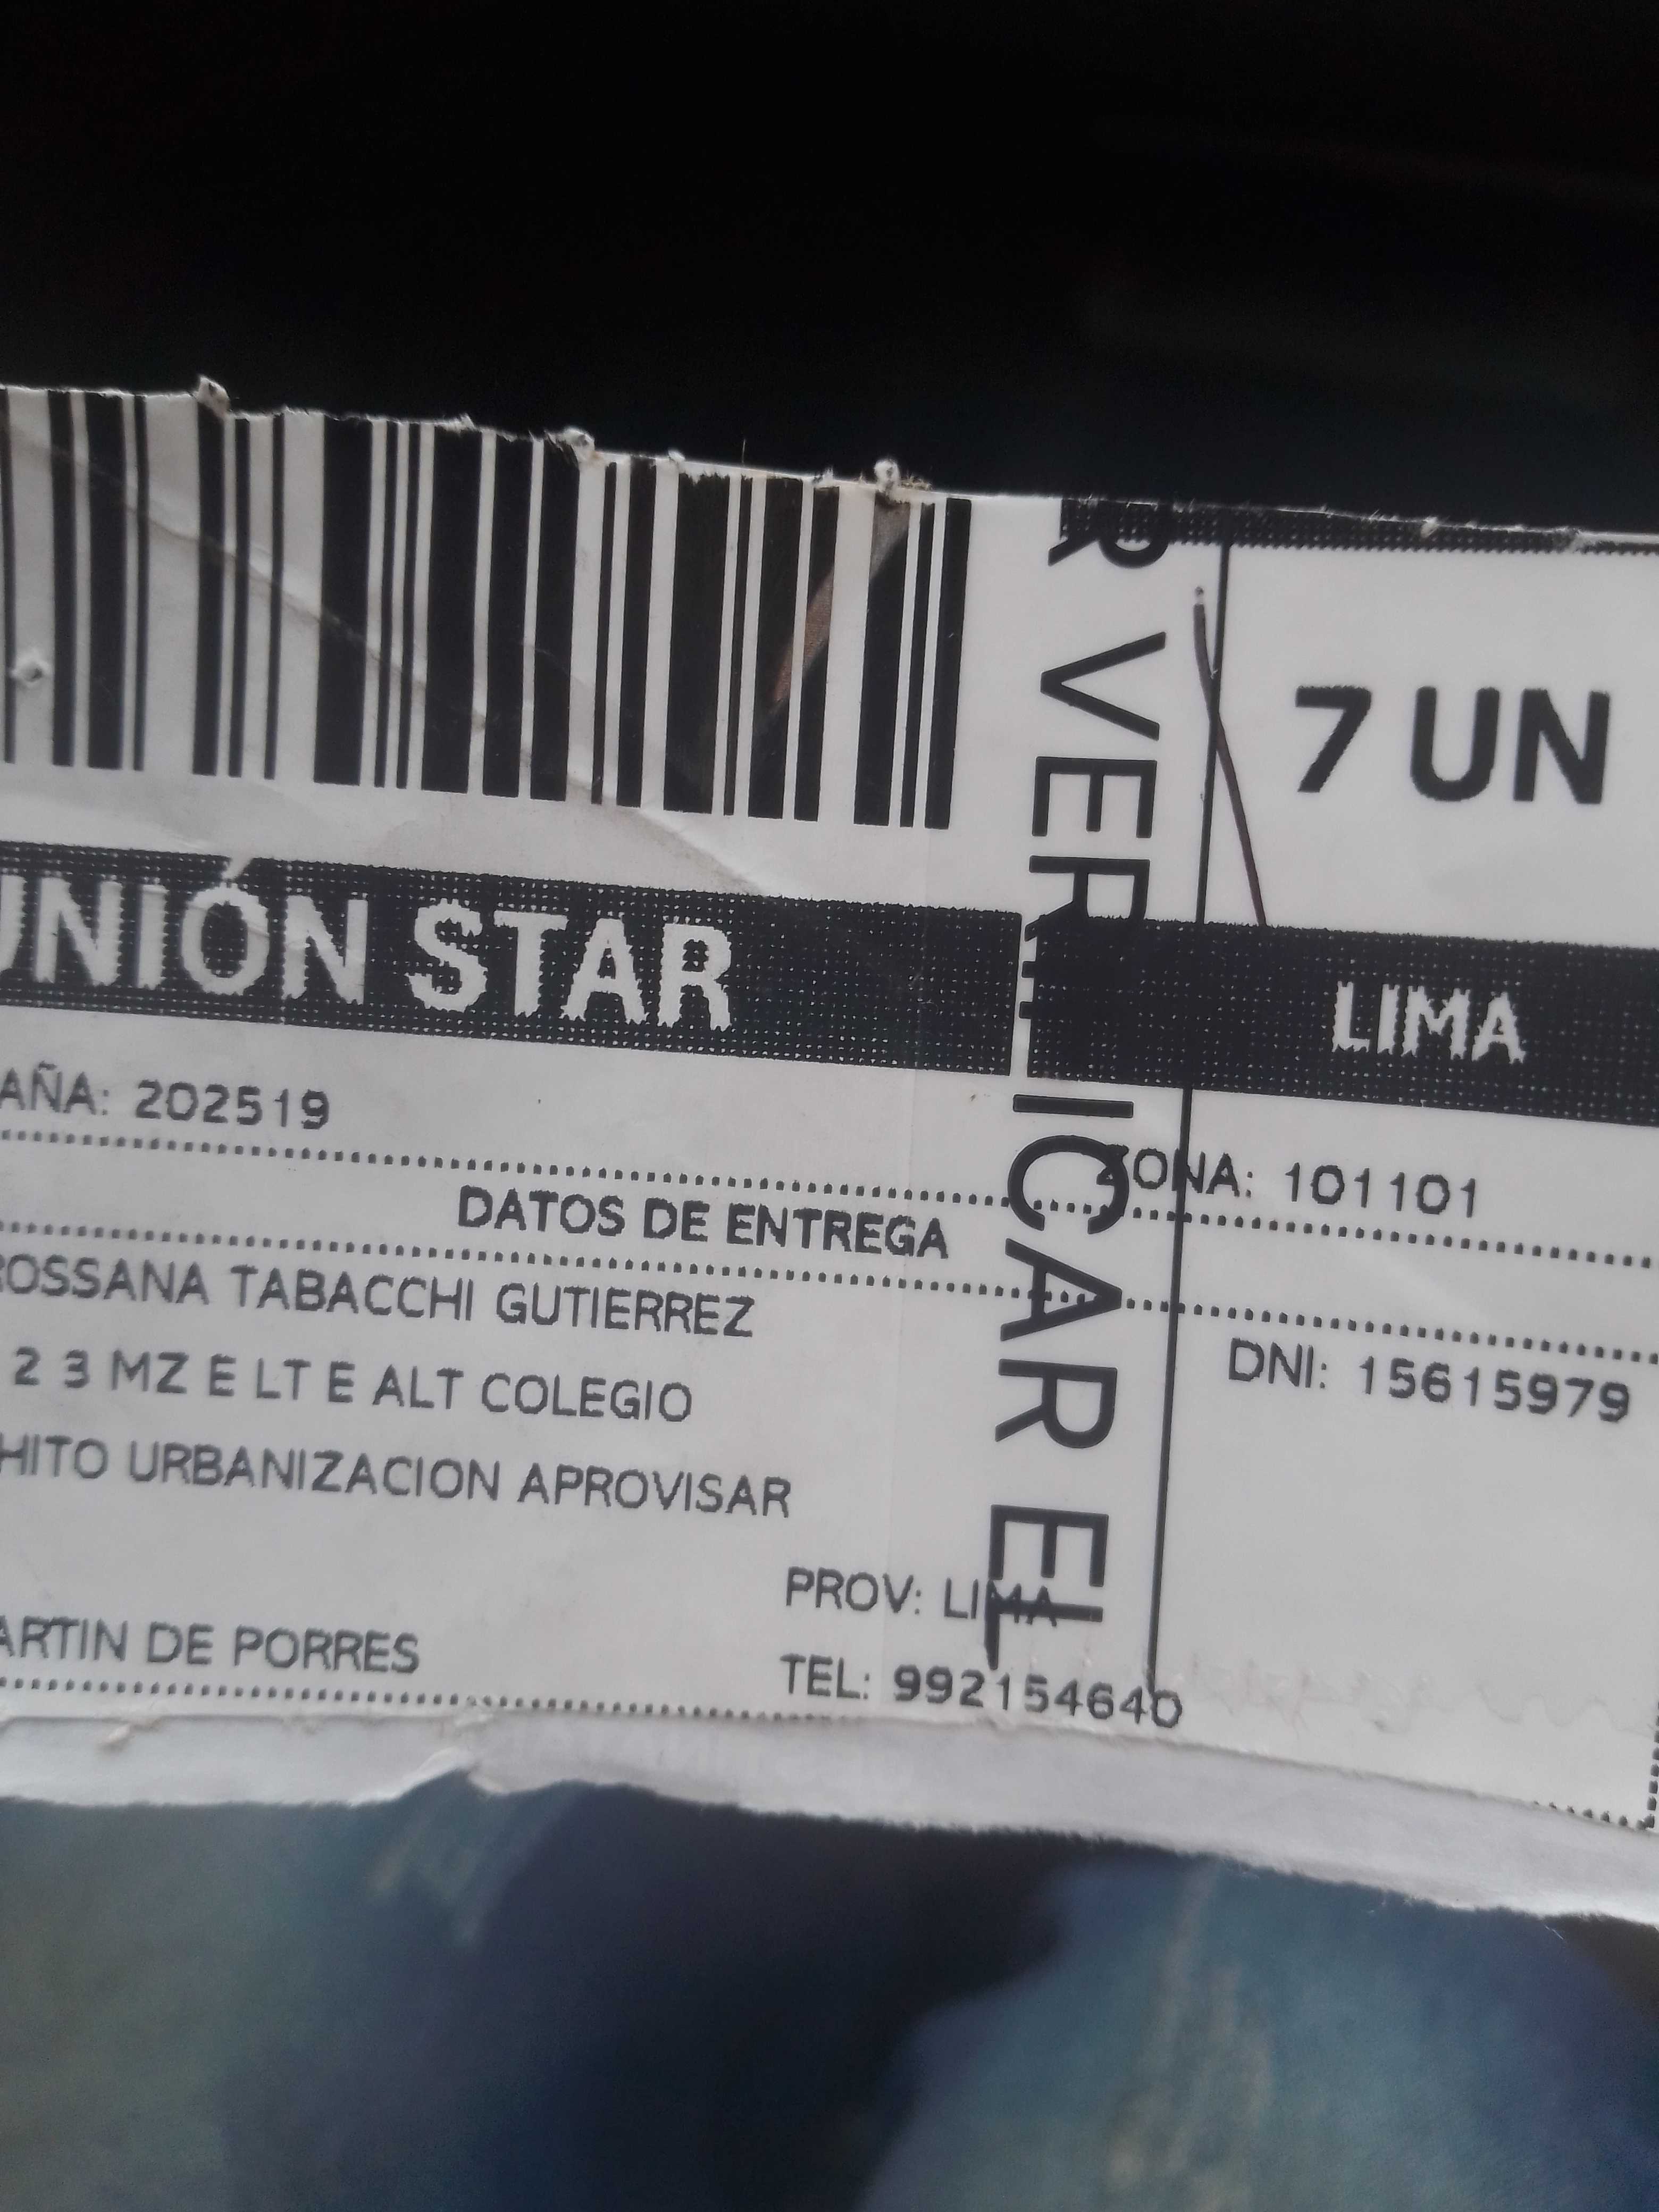 7 UN
UNIÓN STAR
LIMA
AÑA: 202519
ZONA: 101101
DATOS DE ENTREGA
ROSSANA TABACCHI GUTIERREZ
DNI: 15615979
2 3 MZ E LT E ALT COLEGIO
HITO URBANIZACION APROVISAR
PROV: LIMA
ARTIN DE PORRES
TEL: 992154640
R VERIFICAR EL